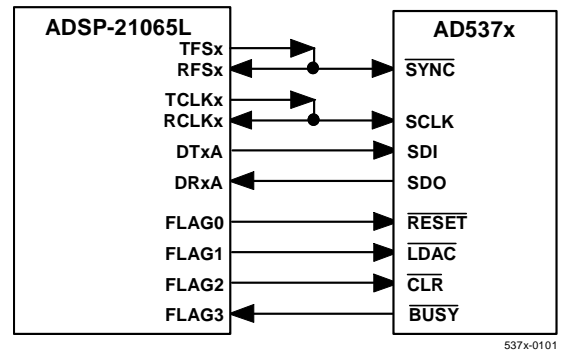 ADSP-21065L AD537x
TFSx
RFSx SYNC
TCLKx
RCLKx SCLK
DTxA SDI
DRxA SDO
FLAG0 RESET
FLAG1 LDAC
FLAG2 CLR
FLAG3 BUSY
537x-0101